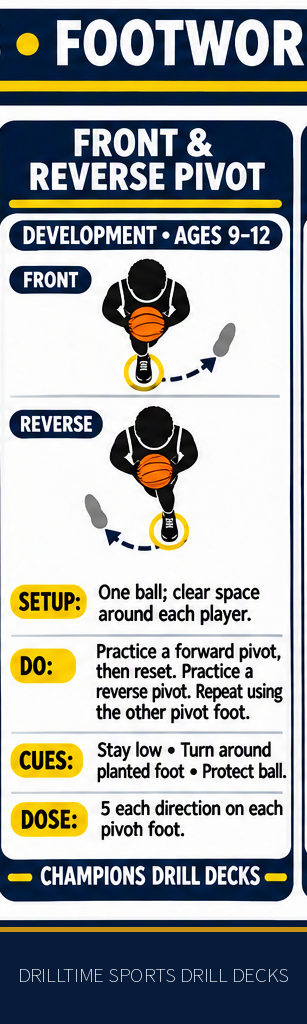 • FOOTWOR
FRONT &
REVERSE PIVOT
DEVELOPMENT • AGES 9–12
FRONT
REVERSE
SETUP: One ball; clear space
around each player.
DO: Practice a forward pivot,
then reset. Practice a
reverse pivot. Repeat using
the other pivot foot.
CUES: Stay low • Turn around
planted foot • Protect ball.
DOSE: 5 each direction on each
pivot foot.
CHAMPIONS DRILL DECKS
DRILLTIME SPORTS DRILL DECKS